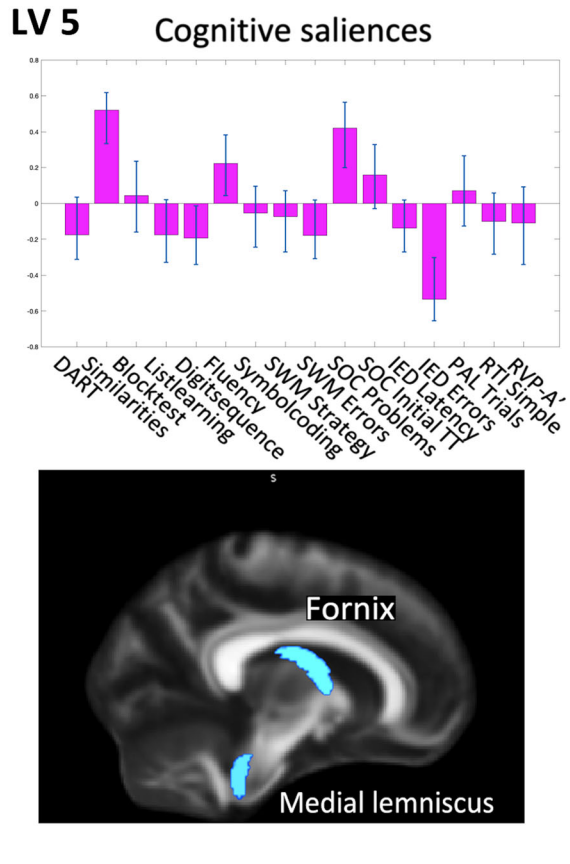 LV 5
Cognitive saliences
0.8
0.6
0.4
0.2
0
-0.2
-0.4
-0.6
-0.8
DART
Similarities
Blocktest
Listlearning
Digitsequence
Fluency
Symbolcoding
SWM Strategy
SWM Errors
SOC Problems
SOC Initial TT
IED Latency
IED Errors
PAL Trials
RTI Simple
RVP-A’
S
Fornix
Medial lemniscus